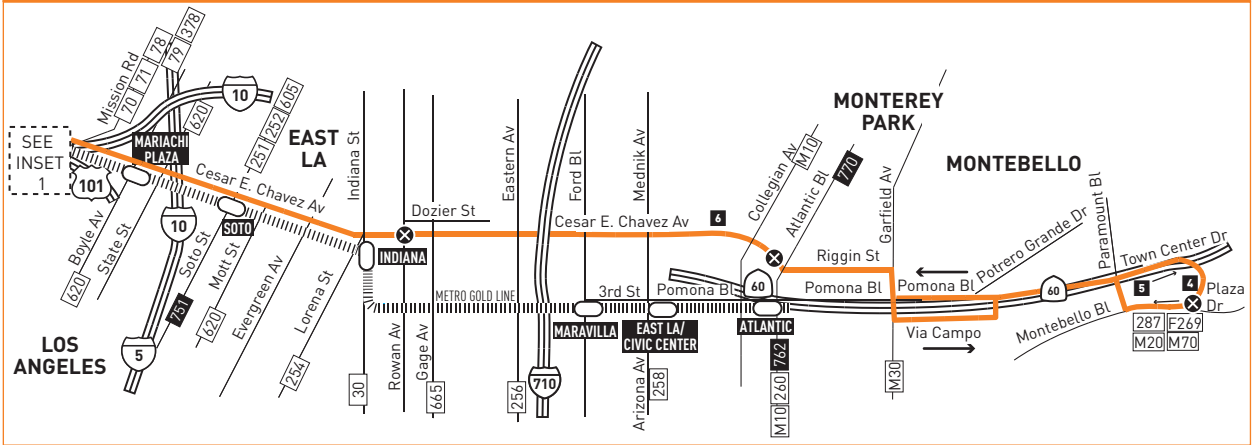 SEE
INSET
1
Mission Rd
70
71
78
79
378
10
620
251
252
605
MARIACHI
PLAZA
101
EAST
LA
Cesar E. Chavez Av
Boyle Av
620
State St
10
SOTO
Soto St
751
Mott St
620
Evergreen Av
Lorena St
254
LOS
ANGELES
5
Indiana St
30
INDIANA
Dozier St
Rowan Av
Gage Av
665
Eastern Av
256
METRO GOLD LINE
710
Ford Bl
MARAVILLA
3rd St
Mednik Av
Cesar E. Chavez Av
6
EAST LA/
CIVIC CENTER
Arizona Av
258
Pomona Bl
60
ATLANTIC
M10
260
762
Collegian Av
M10
Atlantic Bl
770
MONTEREY
PARK
Garfield Av
M30
Riggin St
Pomona Bl
Pomona Bl
Via Campo
MONTEBELLO
Potrero Grande Dr
60
Paramount Bl
Town Center Dr
Montebello Bl
5
4
Plaza
Dr
287
F269
M20
M70